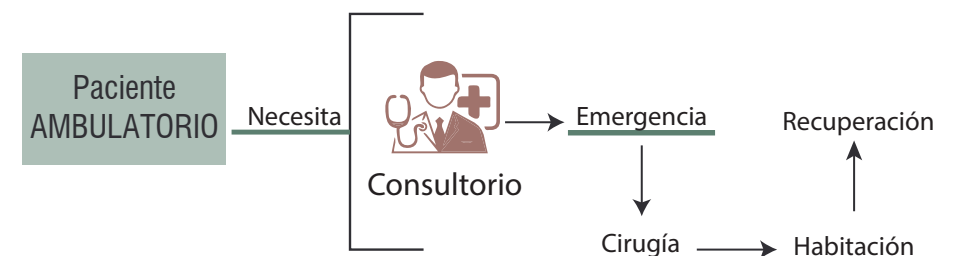 Paciente
AMBULATORIO
Necesita
Consultorio
Emergencia
Recuperación
Cirugía
Habitación